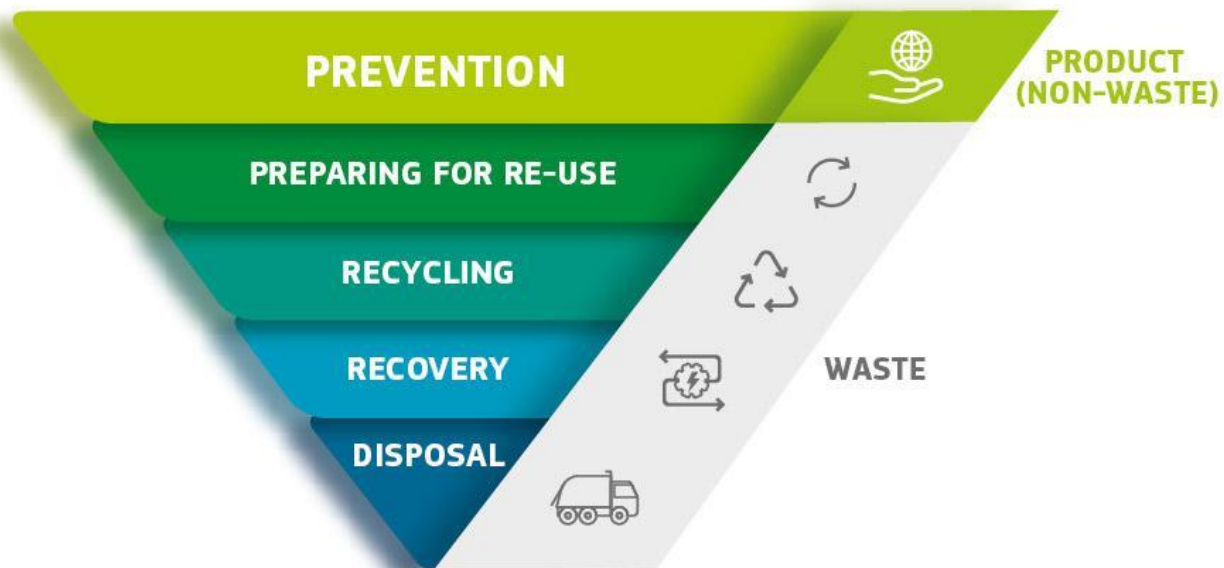 PREVENTION
PRODUCT
(NON-WASTE)
PREPARING FOR RE-USE
RECYCLING
RECOVERY
WASTE
DISPOSAL